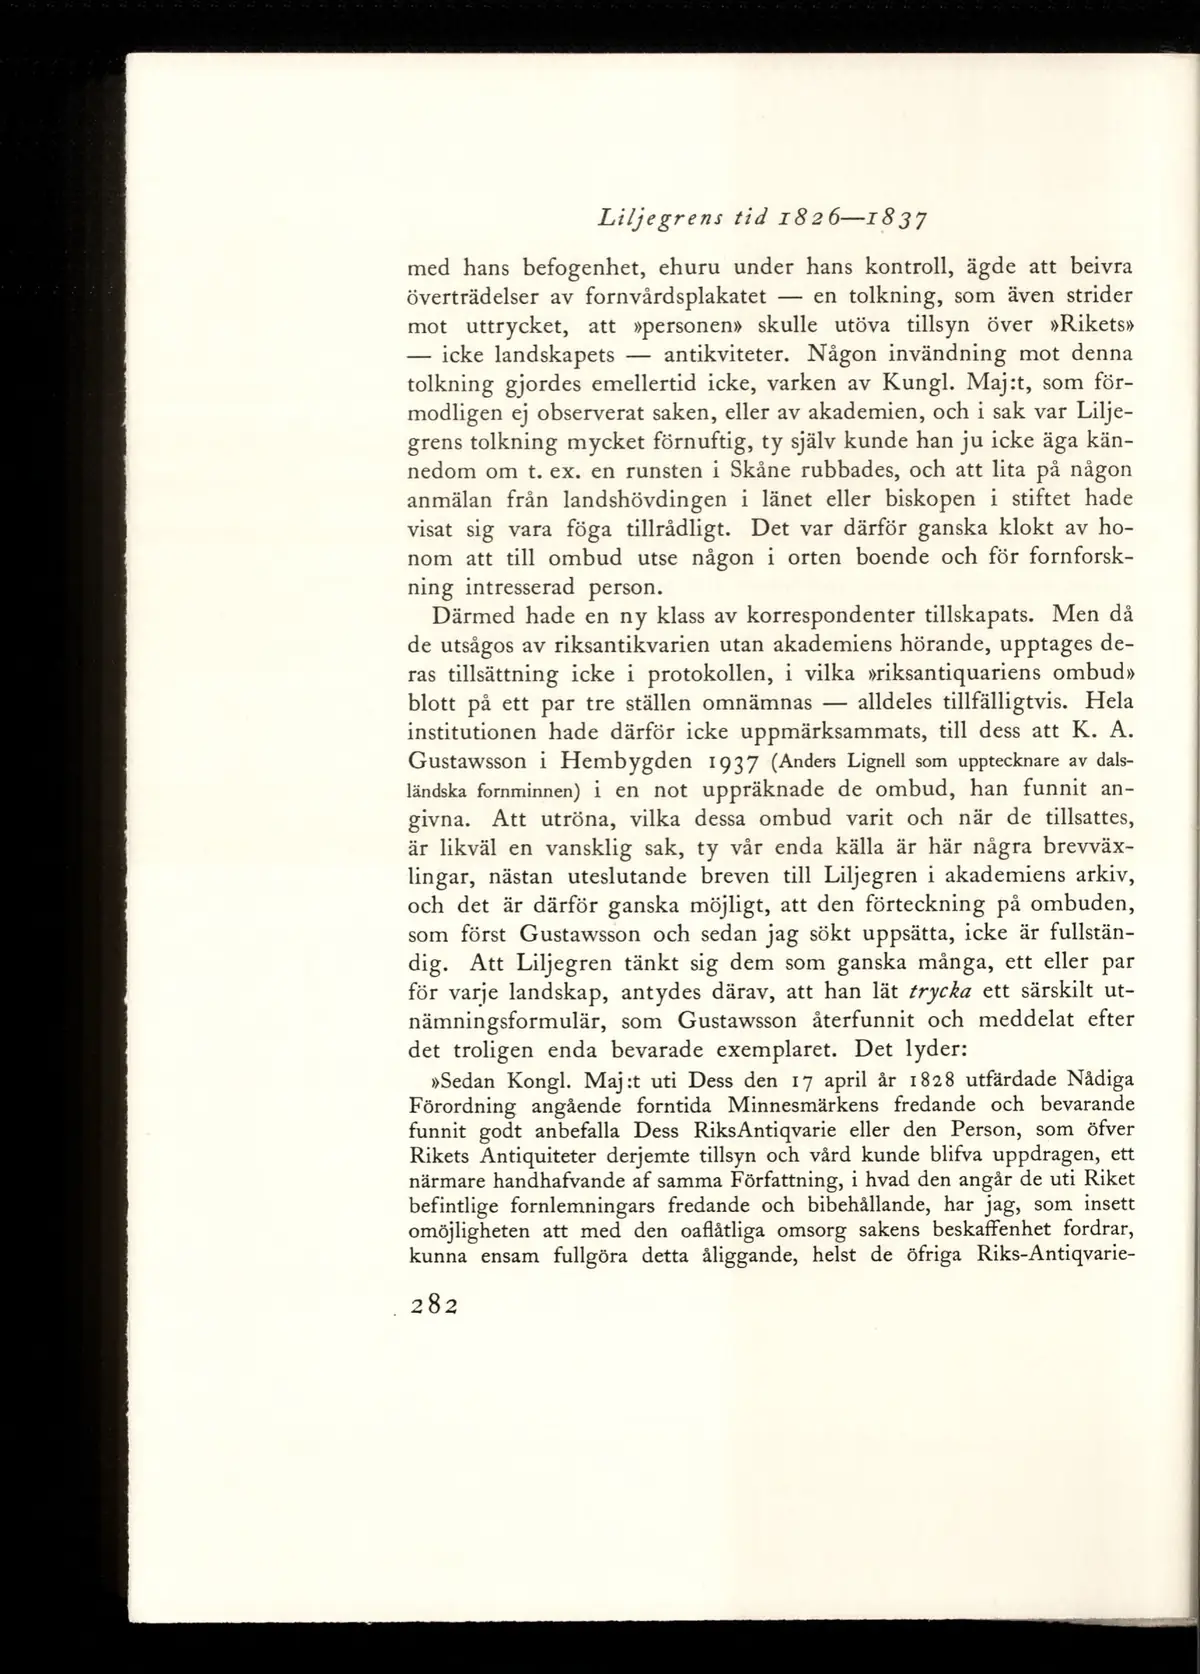 Liljegrens tid 1826—1837
med hans befogenhet, ehuru under hans kontroll, ägde att beivra
överträdelser av fornvårdsplakatet — en tolkning, som även strider
mot uttrycket, att »personen» skulle utöva tillsyn över »Rikets»
— icke landskapets — antikviteter. Någon invändning mot denna
tolkning gjordes emellertid icke, varken av Kungl. Maj:t, som för-
modligen ej observerat saken, eller av akademien, och i sak var Lilje-
grens tolkning mycket förnuftig, ty själv kunde han ju icke äga kän-
nedom om t. ex. en runsten i Skåne rubbades, och att lita på någon
anmälan från landshövdingen i länet eller biskopen i stiftet hade
visat sig vara föga tillrådligt. Det var därför ganska klokt av ho-
nom att till ombud utse någon i orten boende och för fornforsk-
ning intresserad person.
Därmed hade en ny klass av korrespondenter tillskapats. Men då
de utsågos av riksantikvarien utan akademiens hörande, upptages de-
ras tillsättning icke i protokollen, i vilka »riksantiquariens ombud»
blott på ett par tre ställen omnämnas — alldeles tillfälligtvis. Hela
institutionen hade därför icke uppmärksammats, till dess att K. A.
Gustawsson i Hembygden 1937 (Anders Lignell som upptecknare av dals-
ländska fornminnen) i en not uppräknade de ombud, han funnit an-
givna. Att utröna, vilka dessa ombud varit och när de tillsattes,
är likväl en vansklig sak, ty vår enda källa är här några brevväx-
lingar, nästan uteslutande breven till Liljegren i akademiens arkiv,
och det är därför ganska möjligt, att den förteckning på ombuden,
som först Gustawsson och sedan jag sökt uppsätta, icke är fullstän-
dig. Att Liljegren tänkt sig dem som ganska många, ett eller par
för varje landskap, antydes därav, att han lät trycka ett särskilt ut-
nämningsformulär, som Gustawsson återfunnit och meddelat efter
det troligen enda bevarade exemplaret. Det lyder:
»Sedan Kongl. Maj:t uti Dess den 17 april år 1828 utfärdade Nådiga
Förordning angående forntida Minnesmärkens fredande och bevarande
funnit godt anbefalla Dess RiksAntiqvarie eller den Person, som öfver
Rikets Antiquiteter derjemte tillsyn och vård kunde blifva uppdragen, ett
närmare handhafvande af samma Författning, i hvad den angår de uti Riket
befintlige fornlemningars fredande och bibehållande, har jag, som insett
omöjligheten att med den oaflåtliga omsorg sakens beskaffenhet fordrar,
kunna ensam fullgöra detta åliggande, helst de öfriga Riks-Antiqvarie-
282